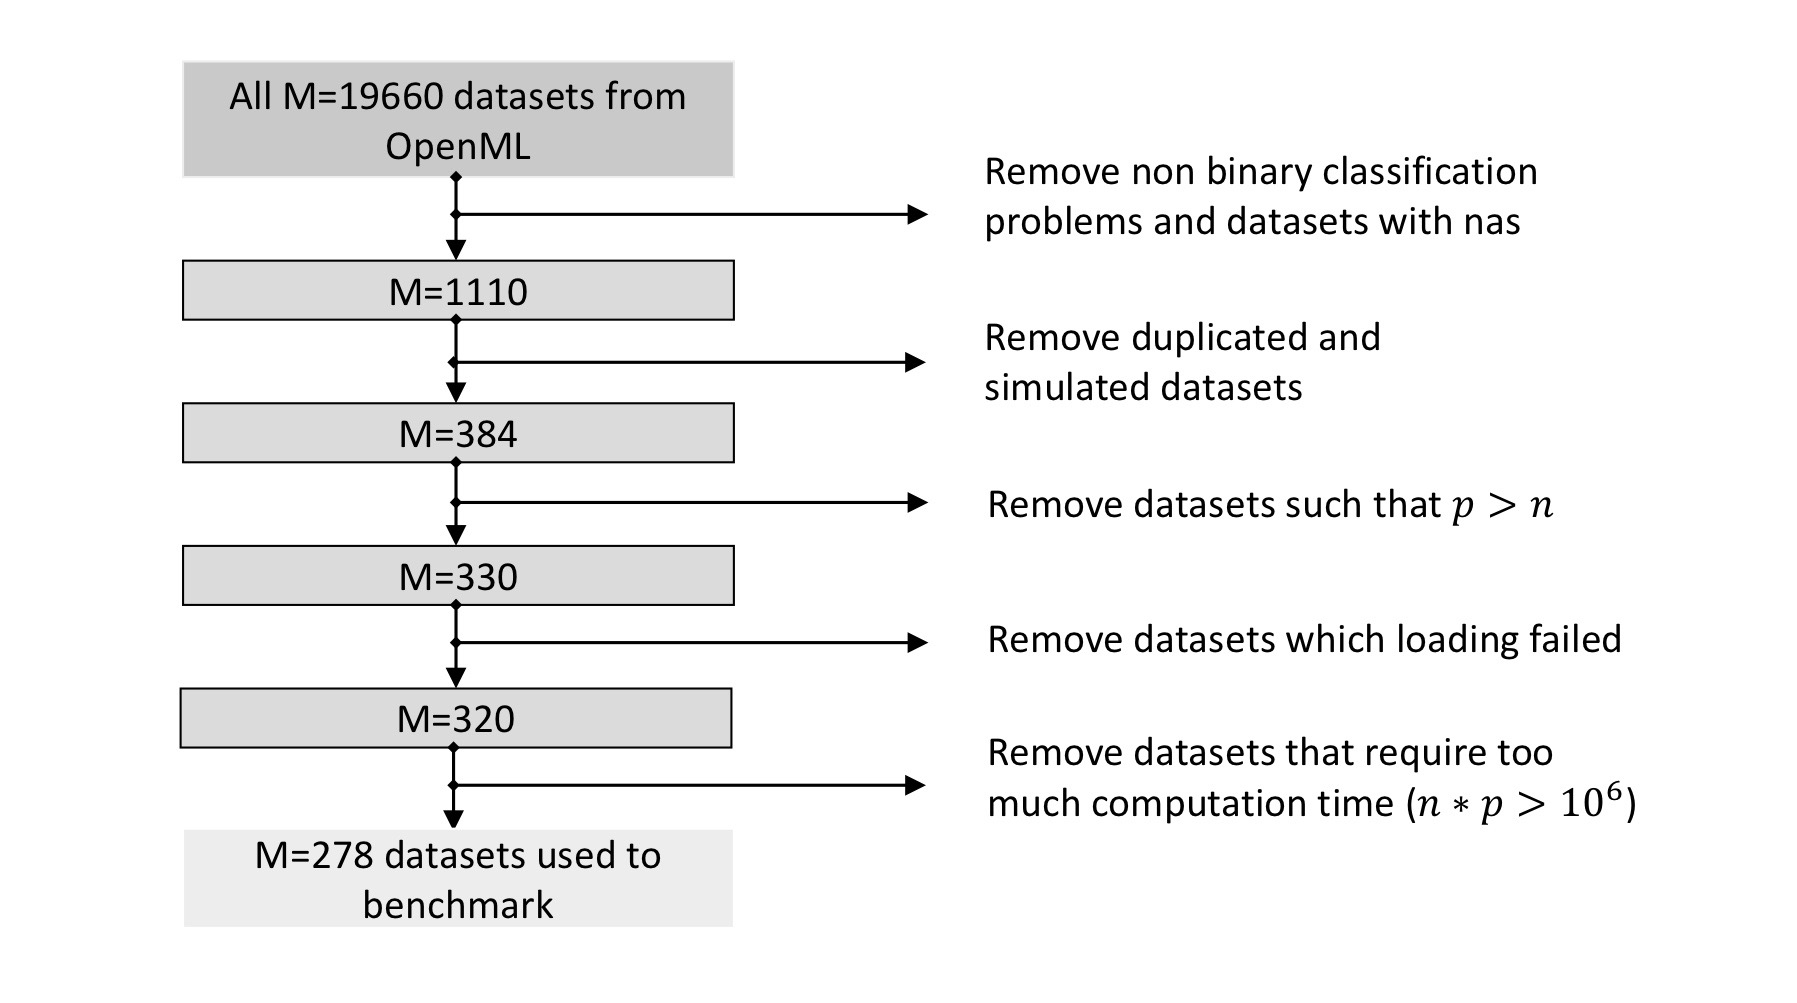 All M=19660 datasets from
OpenML
Remove non binary classification
problems and datasets with nas
M=1110
Remove duplicated and
simulated datasets
M=384
Remove datasets such that p > n
M=330
Remove datasets which loading failed
M=320
Remove datasets that require too
much computation time (n ∗ p > 10⁶)
M=278 datasets used to
benchmark